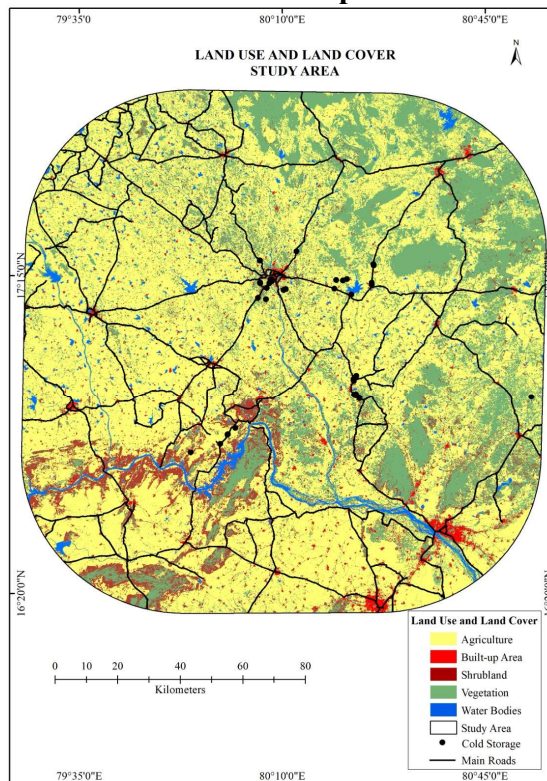 79°35'0"E 80°10'0"E 80°45'0"E
LAND USE AND LAND COVER
STUDY AREA
N
17°15'0"N
16°20'0"N
Land Use and Land Cover
Agriculture
Built-up Area
Shrubland
Vegetation
Water Bodies
Study Area
Cold Storage
Main Roads
0 10 20 40 60 80
Kilometers
79°35'0"E 80°10'0"E 80°45'0"E